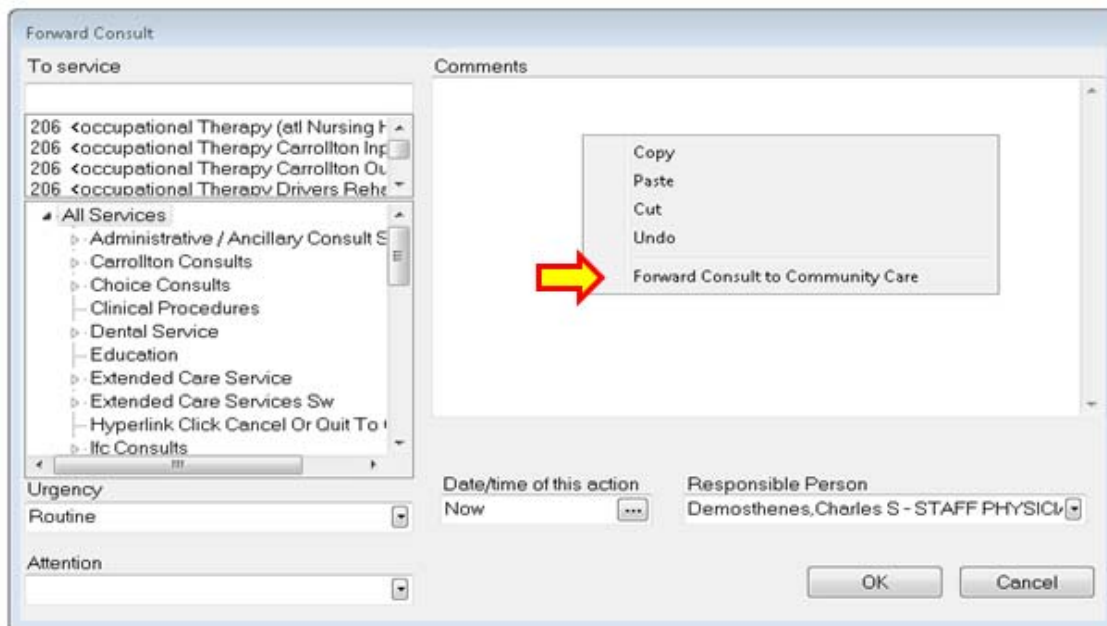 Forward Consult
To service
206 <occupational Therapy (atl Nursing H
206 <occupational Therapy Carrollton Inp
206 <occupational Therapy Carrollton Ou
206 <occupational Therapy Drivers Reha
All Services
Administrative / Ancillary Consult S
Carrollton Consults
Choice Consults
Clinical Procedures
Dental Service
Education
Extended Care Service
Extended Care Services Sw
Hyperlink Click Cancel Or Quit To
Ifc Consults
Urgency
Routine
Attention
Comments
Copy
Paste
Cut
Undo
Forward Consult to Community Care
Date/time of this action
Now
...
Responsible Person
Demosthenes,Charles S - STAFF PHYSICI
OK
Cancel